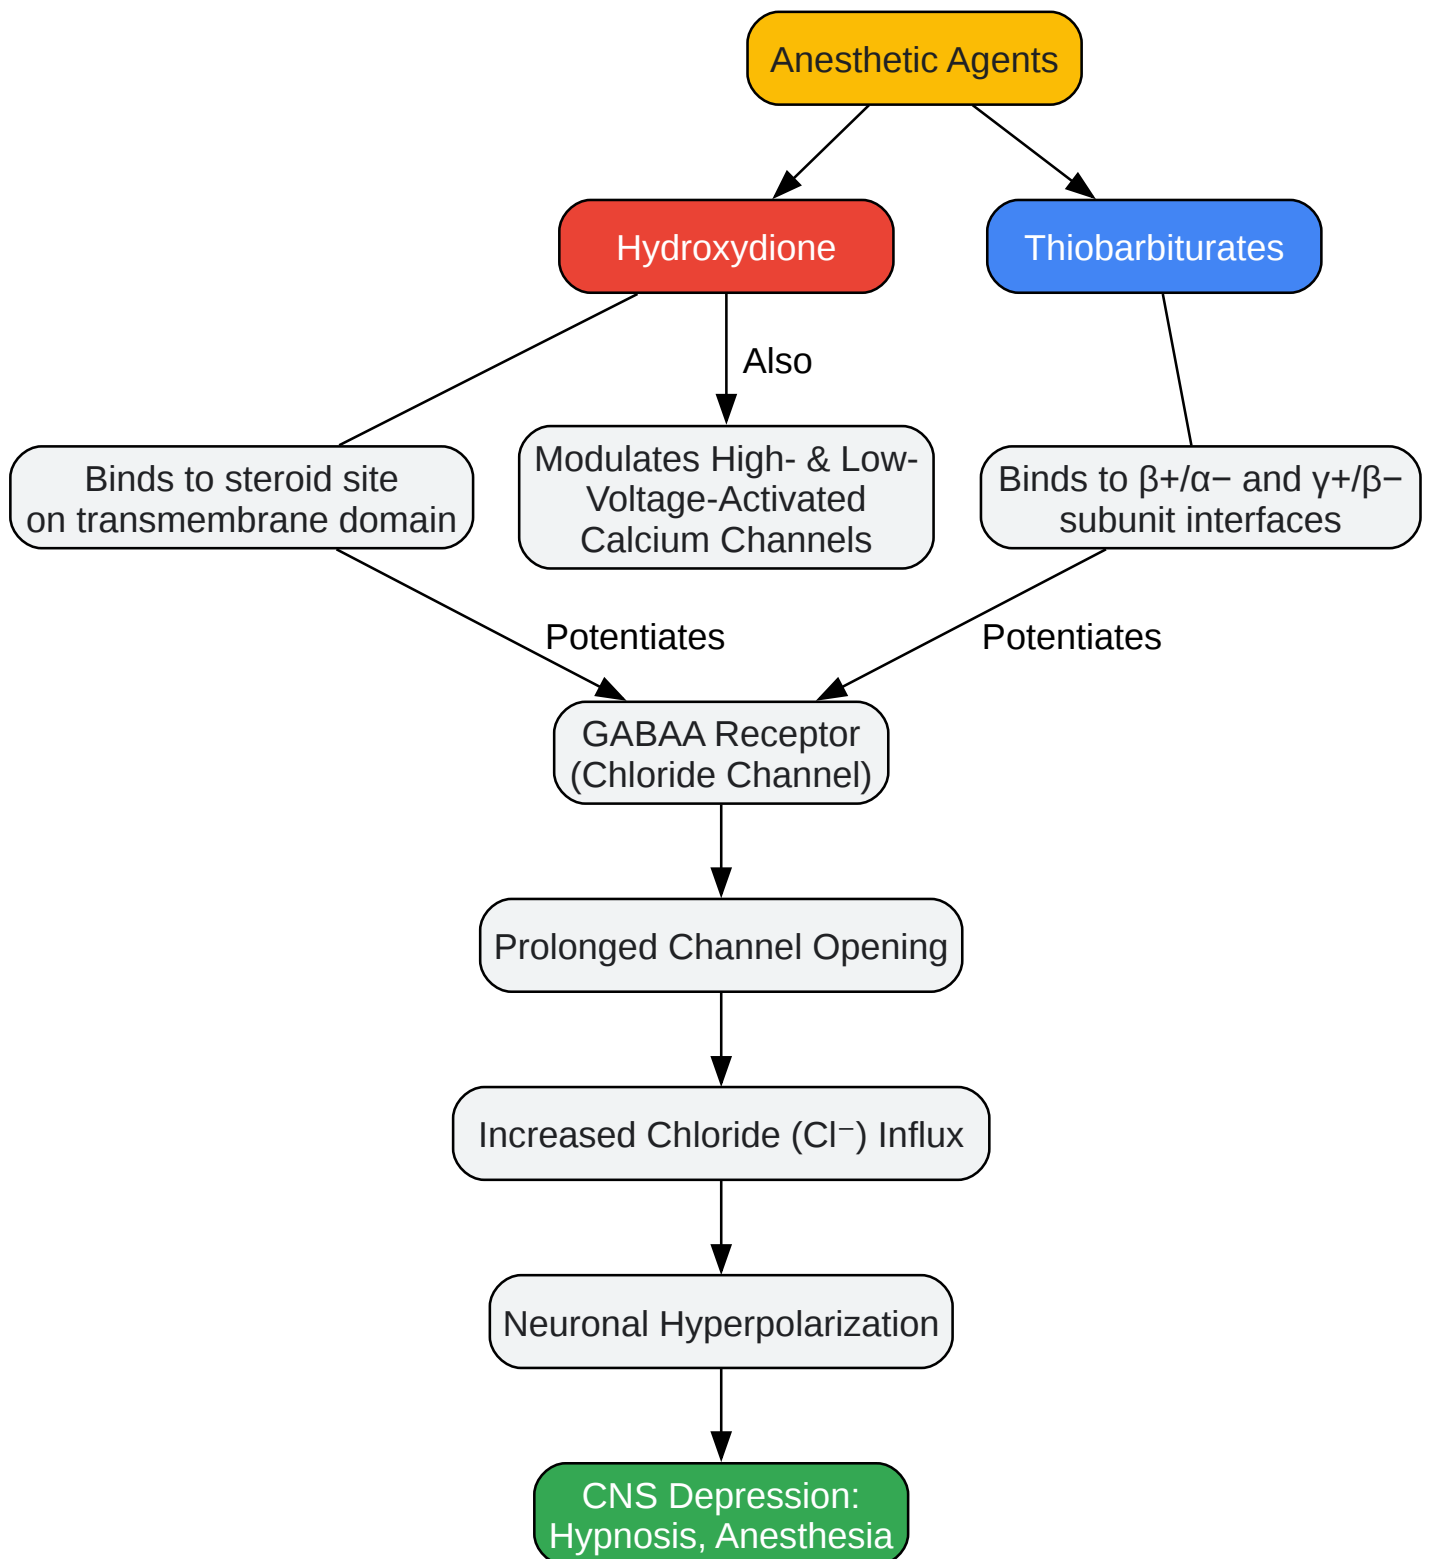 Anesthetic Agents
Hydroxydione
Thiobarbiturates
Also
Binds to steroid site
on transmembrane domain
Modulates High- & Low-
Voltage-Activated
Calcium Channels
Binds to β+/α− and γ+/β−
subunit interfaces
Potentiates
Potentiates
GABAA Receptor
(Chloride Channel)
Prolonged Channel Opening
Increased Chloride (Cl⁻) Influx
Neuronal Hyperpolarization
CNS Depression:
Hypnosis, Anesthesia